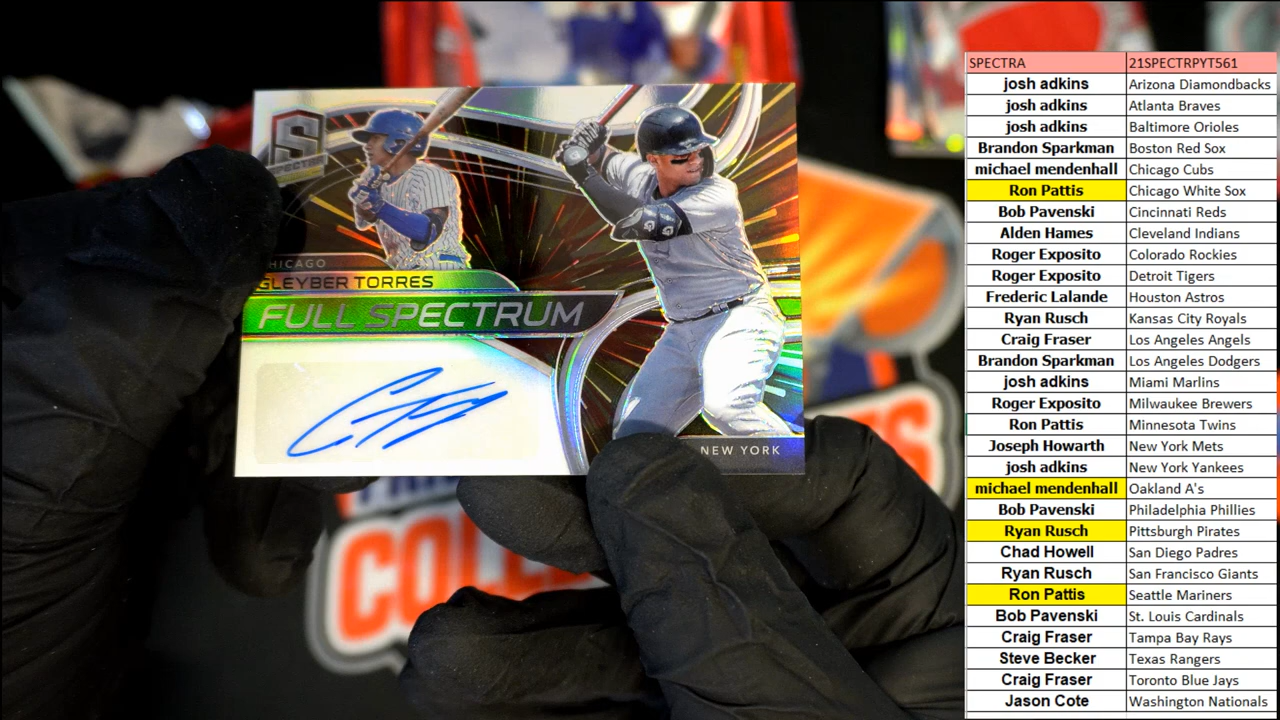 S
SPECTRA
CHICAGO
GLEYBER TORRES
FULL SPECTRUM
NEW YORK
SPECTRA 21SPECTRPYT561
josh adkins Arizona Diamondbacks
josh adkins Atlanta Braves
josh adkins Baltimore Orioles
Brandon Sparkman Boston Red Sox
michael mendenhall Chicago Cubs
Ron Pattis Chicago White Sox
Bob Pavenski Cincinnati Reds
Alden Hames Cleveland Indians
Roger Exposito Colorado Rockies
Roger Exposito Detroit Tigers
Frederic Lalande Houston Astros
Ryan Rusch Kansas City Royals
Craig Fraser Los Angeles Angels
Brandon Sparkman Los Angeles Dodgers
josh adkins Miami Marlins
Roger Exposito Milwaukee Brewers
Ron Pattis Minnesota Twins
Joseph Howarth New York Mets
josh adkins New York Yankees
michael mendenhall Oakland A's
Bob Pavenski Philadelphia Phillies
Ryan Rusch Pittsburgh Pirates
Chad Howell San Diego Padres
Ryan Rusch San Francisco Giants
Ron Pattis Seattle Mariners
Bob Pavenski St. Louis Cardinals
Craig Fraser Tampa Bay Rays
Steve Becker Texas Rangers
Craig Fraser Toronto Blue Jays
Jason Cote Washington Nationals